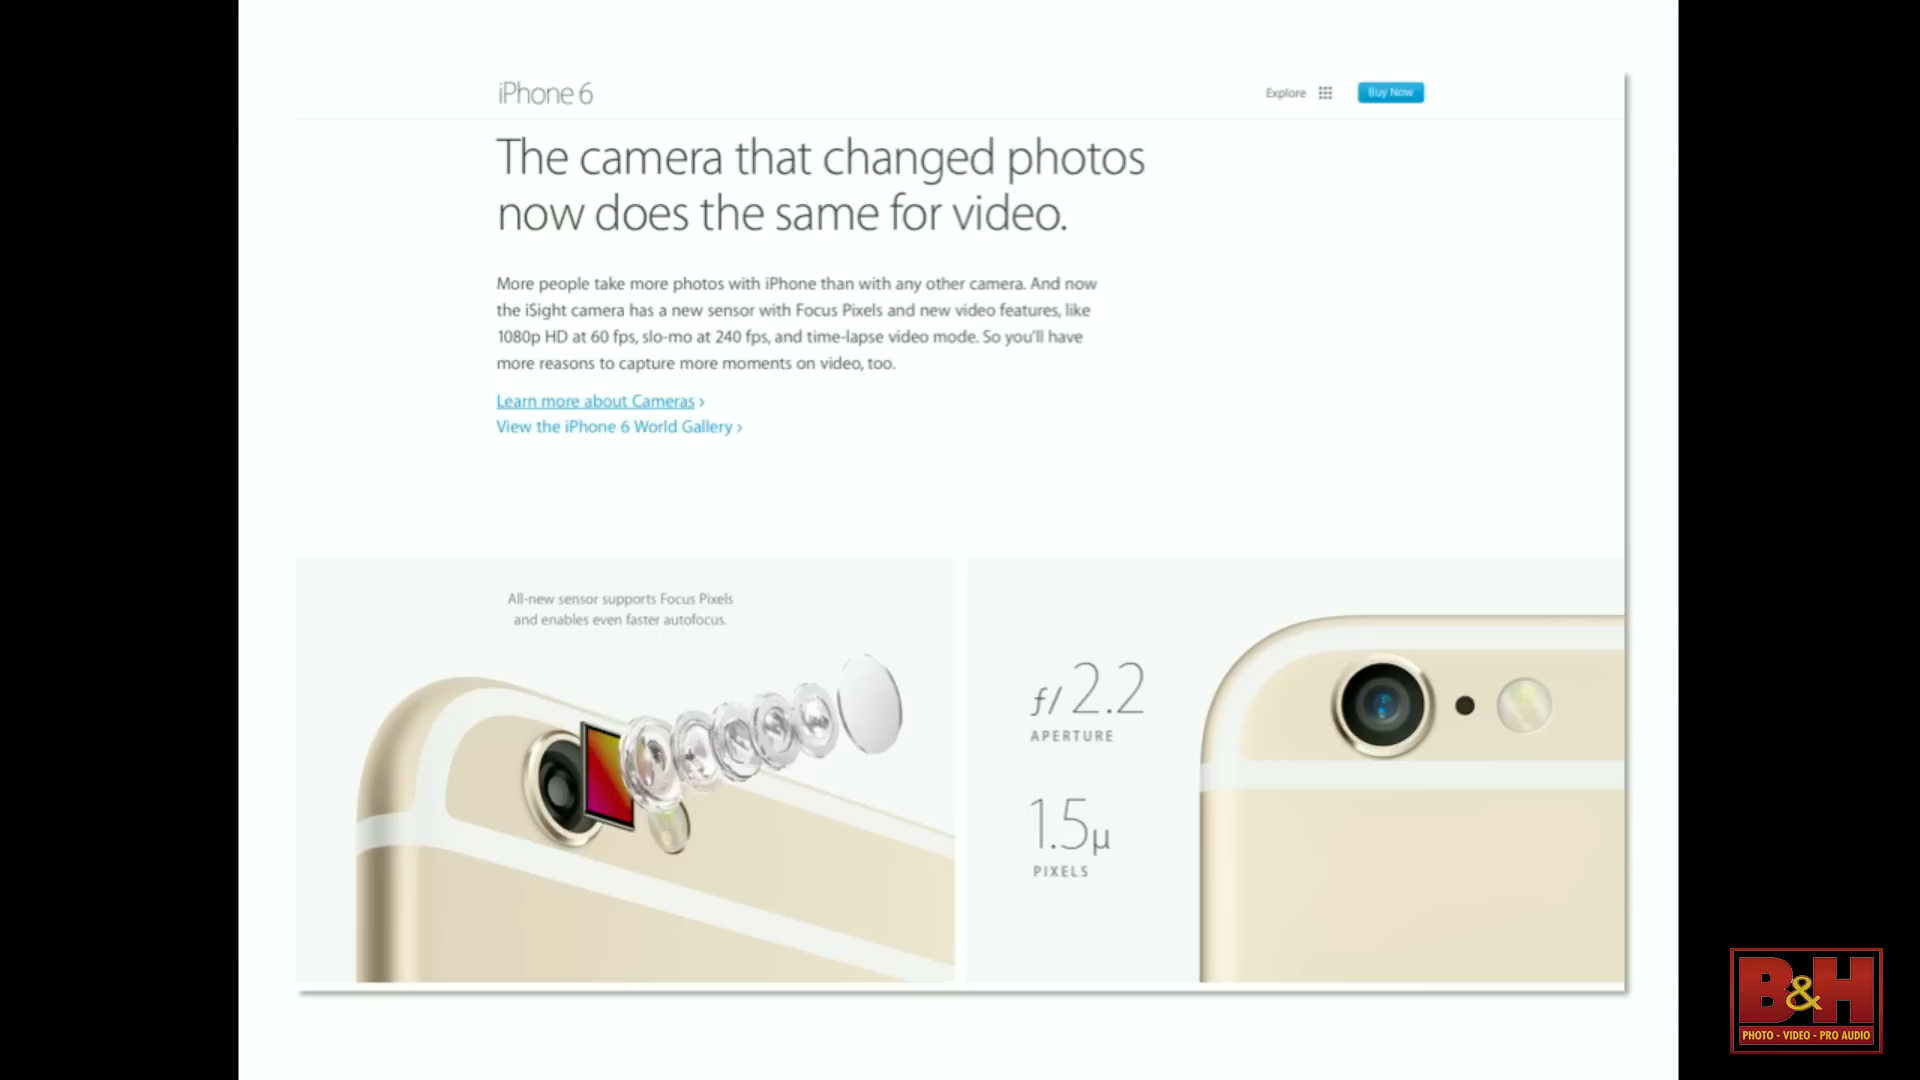 iPhone 6
Explore
Buy Now
The camera that changed photos
now does the same for video.
More people take more photos with iPhone than with any other camera. And now
the iSight camera has a new sensor with Focus Pixels and new video features, like
1080p HD at 60 fps, slo-mo at 240 fps, and time-lapse video mode. So you'll have
more reasons to capture more moments on video, too.
Learn more about Cameras ›
View the iPhone 6 World Gallery ›
All-new sensor supports Focus Pixels
and enables even faster autofocus.
ƒ/2.2
APERTURE
1.5µ
PIXELS
B&H
PHOTO - VIDEO - PRO AUDIO